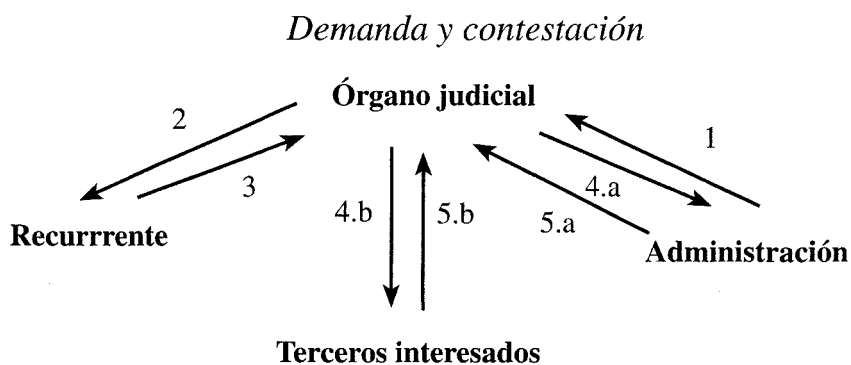 Demanda y contestación
Órgano judicial
2
1
3
4.a
4.b
5.b
5.a
Recurrrente
Administración
Terceros interesados